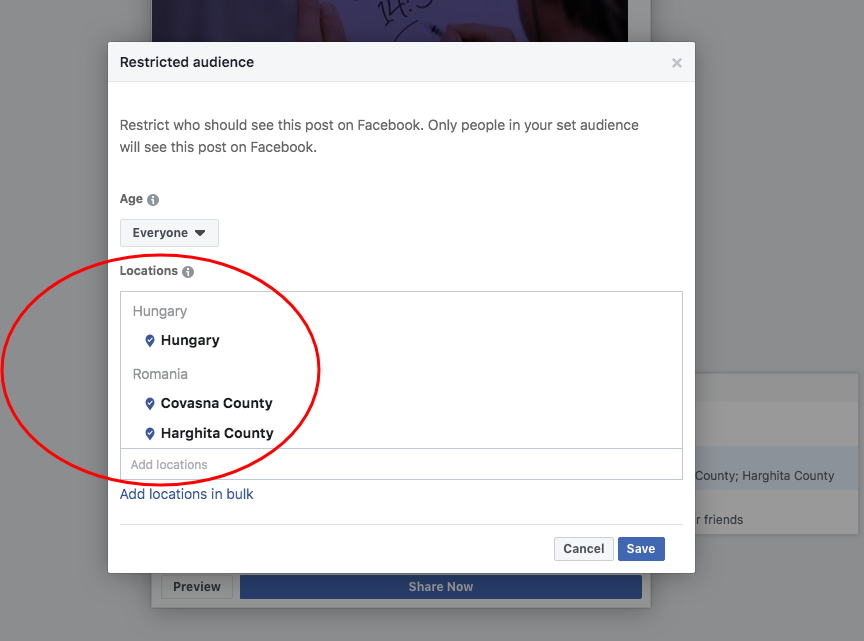 14:3
Restricted audience
Restrict who should see this post on Facebook. Only people in your set audience
will see this post on Facebook.
Age
Everyone
Locations
Hungary
Hungary
Romania
Covasna County
Harghita County
Add locations
Add locations in bulk
County; Harghita County
r friends
Cancel
Save
Preview
Share Now